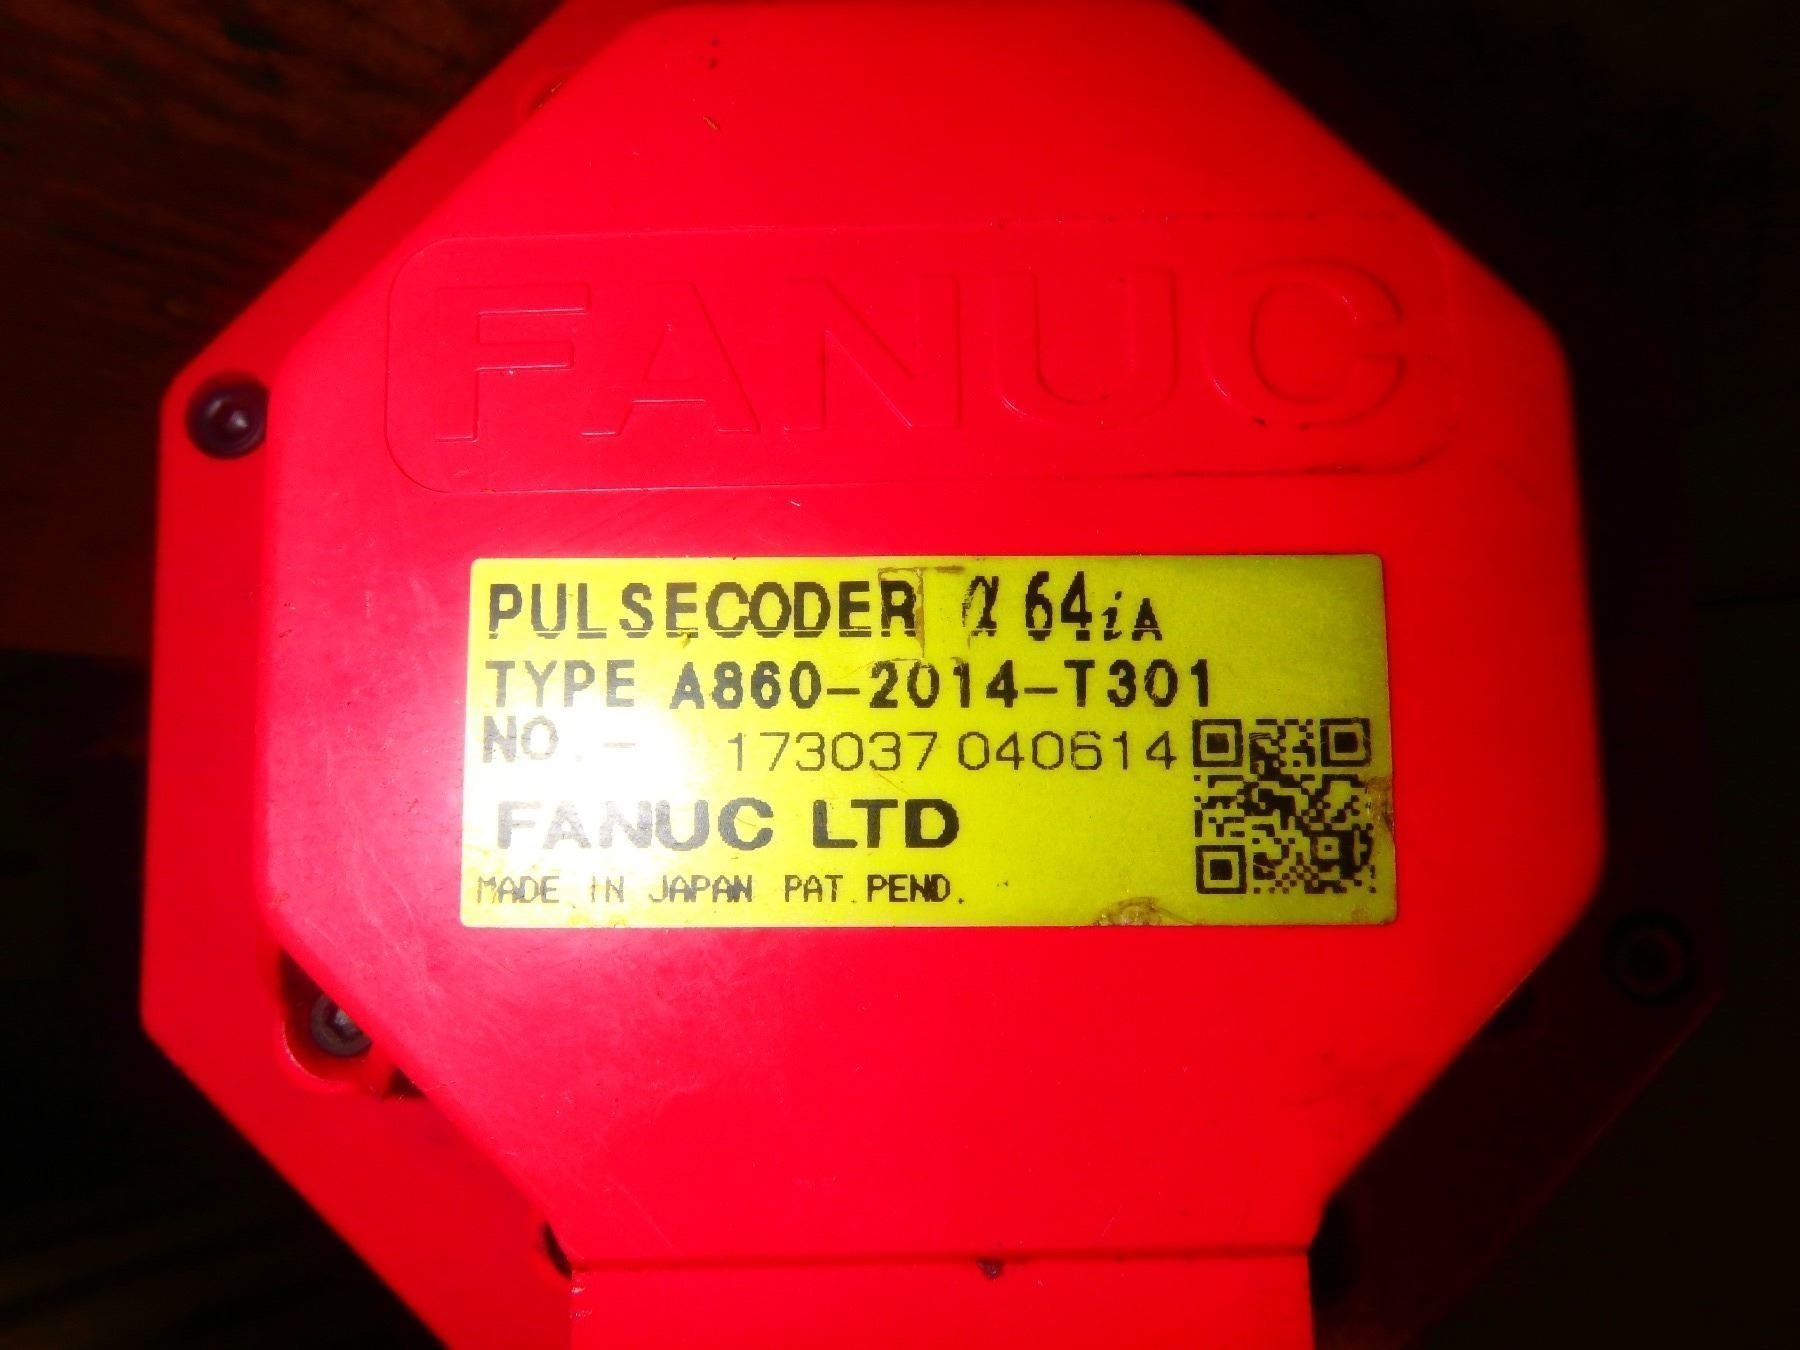 FANUC
PULSECODER α64iA
TYPE A860-2014-T301
NO.- 173037 040614
FANUC LTD
MADE IN JAPAN PAT.PEND.